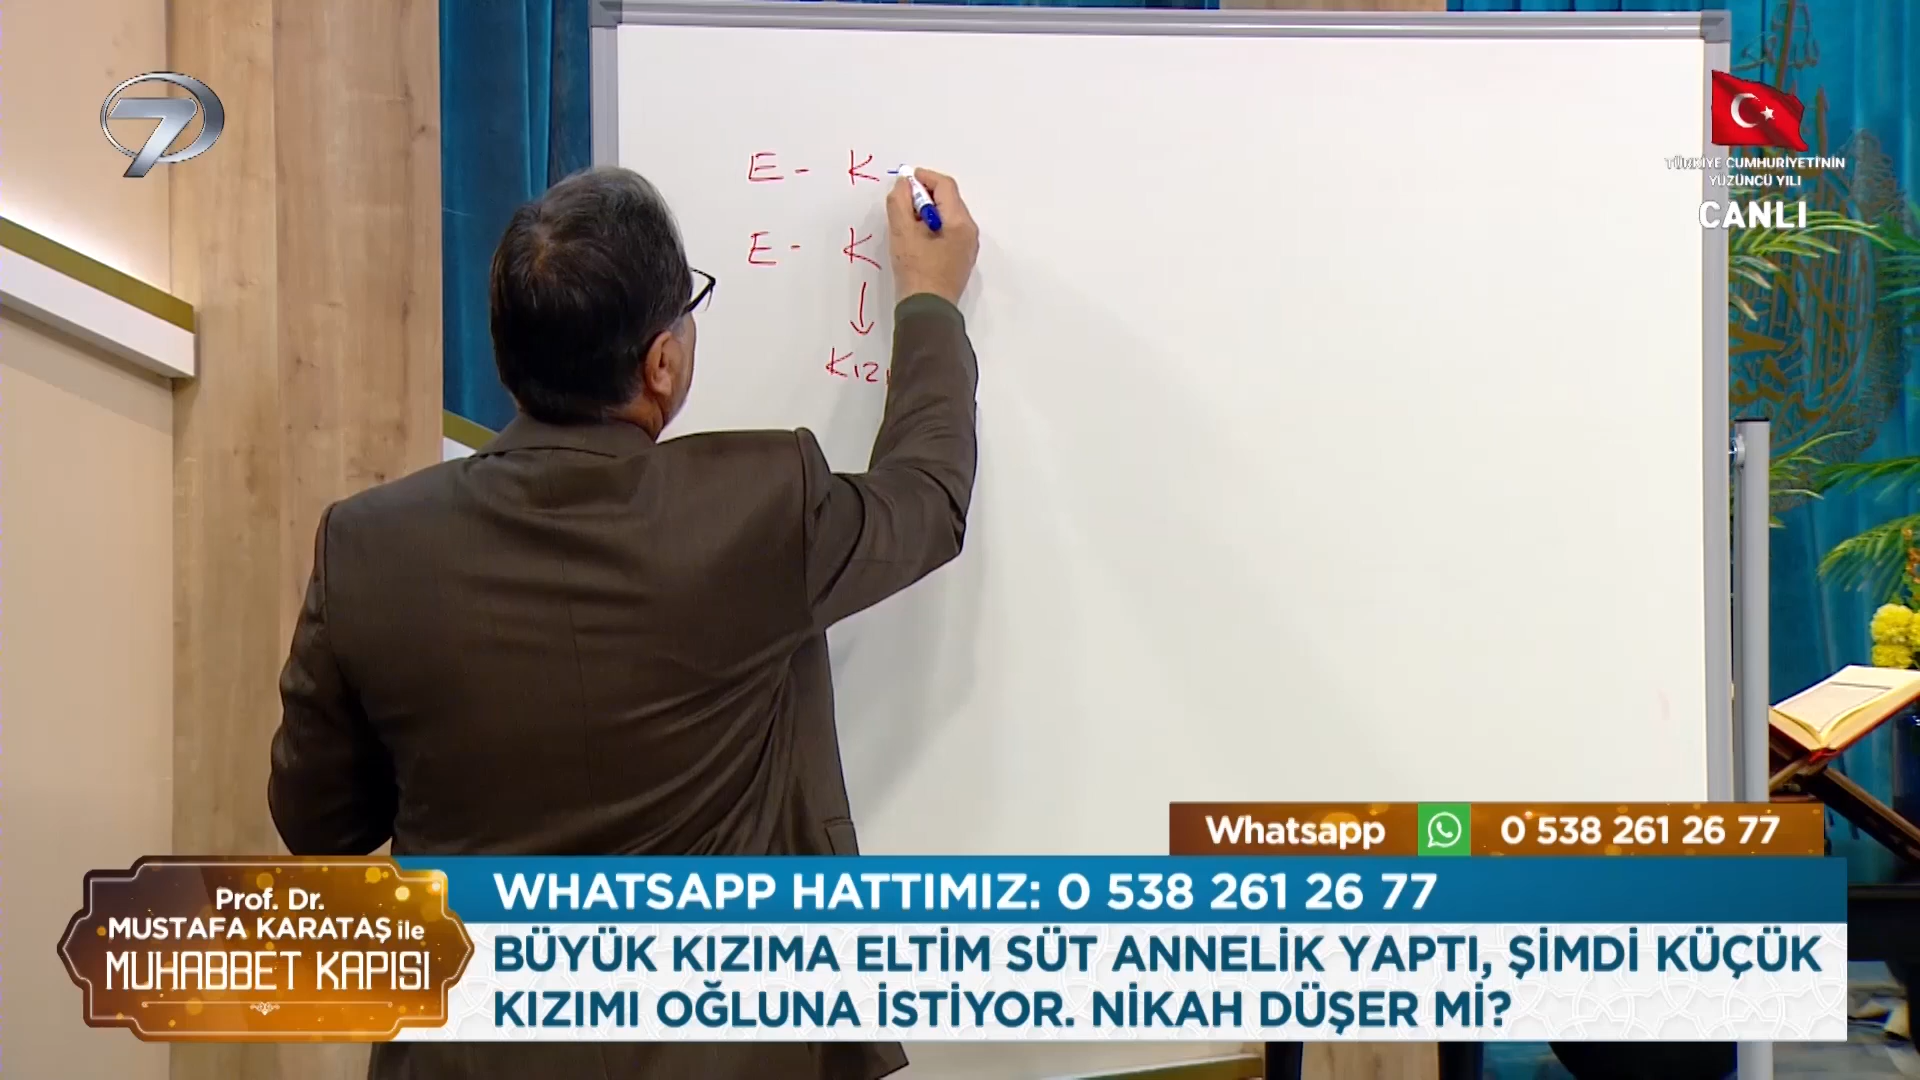 7
TÜRKİYE CUMHURİYETİ'NİN
YÜZÜNCÜ YILI
CANLI
E - K -
E - K
↓
Kızı
Whatsapp 0 538 261 26 77
WHATSAPP HATTIMIZ: 0 538 261 26 77
Prof. Dr.
MUSTAFA KARATAŞ ile
MUHABBET KAPISI
BÜYÜK KIZIMA ELTİM SÜT ANNELİK YAPTI, ŞİMDİ KÜÇÜK
KIZIMI OĞLUNA İSTİYOR. NİKAH DÜŞER Mİ?